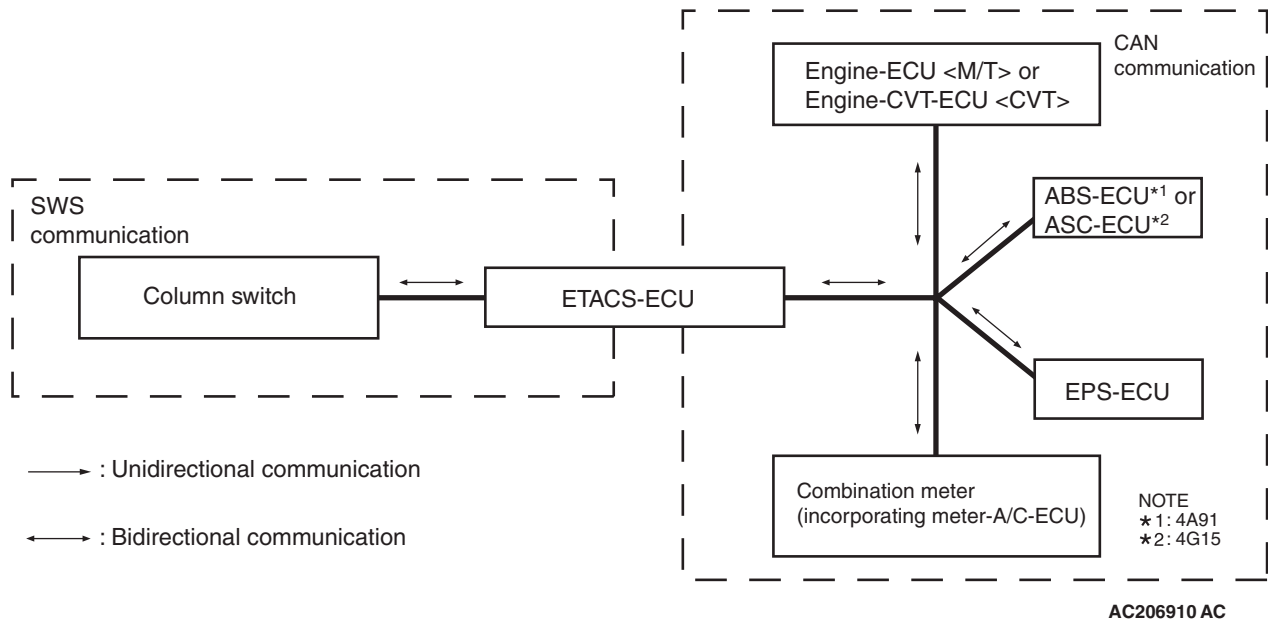 CAN
communication
Engine-ECU <M/T> or
Engine-CVT-ECU <CVT>
SWS
communication
ABS-ECU*1 or
ASC-ECU*2
Column switch
ETACS-ECU
EPS-ECU
: Unidirectional communication
: Bidirectional communication
Combination meter
(incorporating meter-A/C-ECU)
NOTE
*1: 4A91
*2: 4G15
AC206910 AC